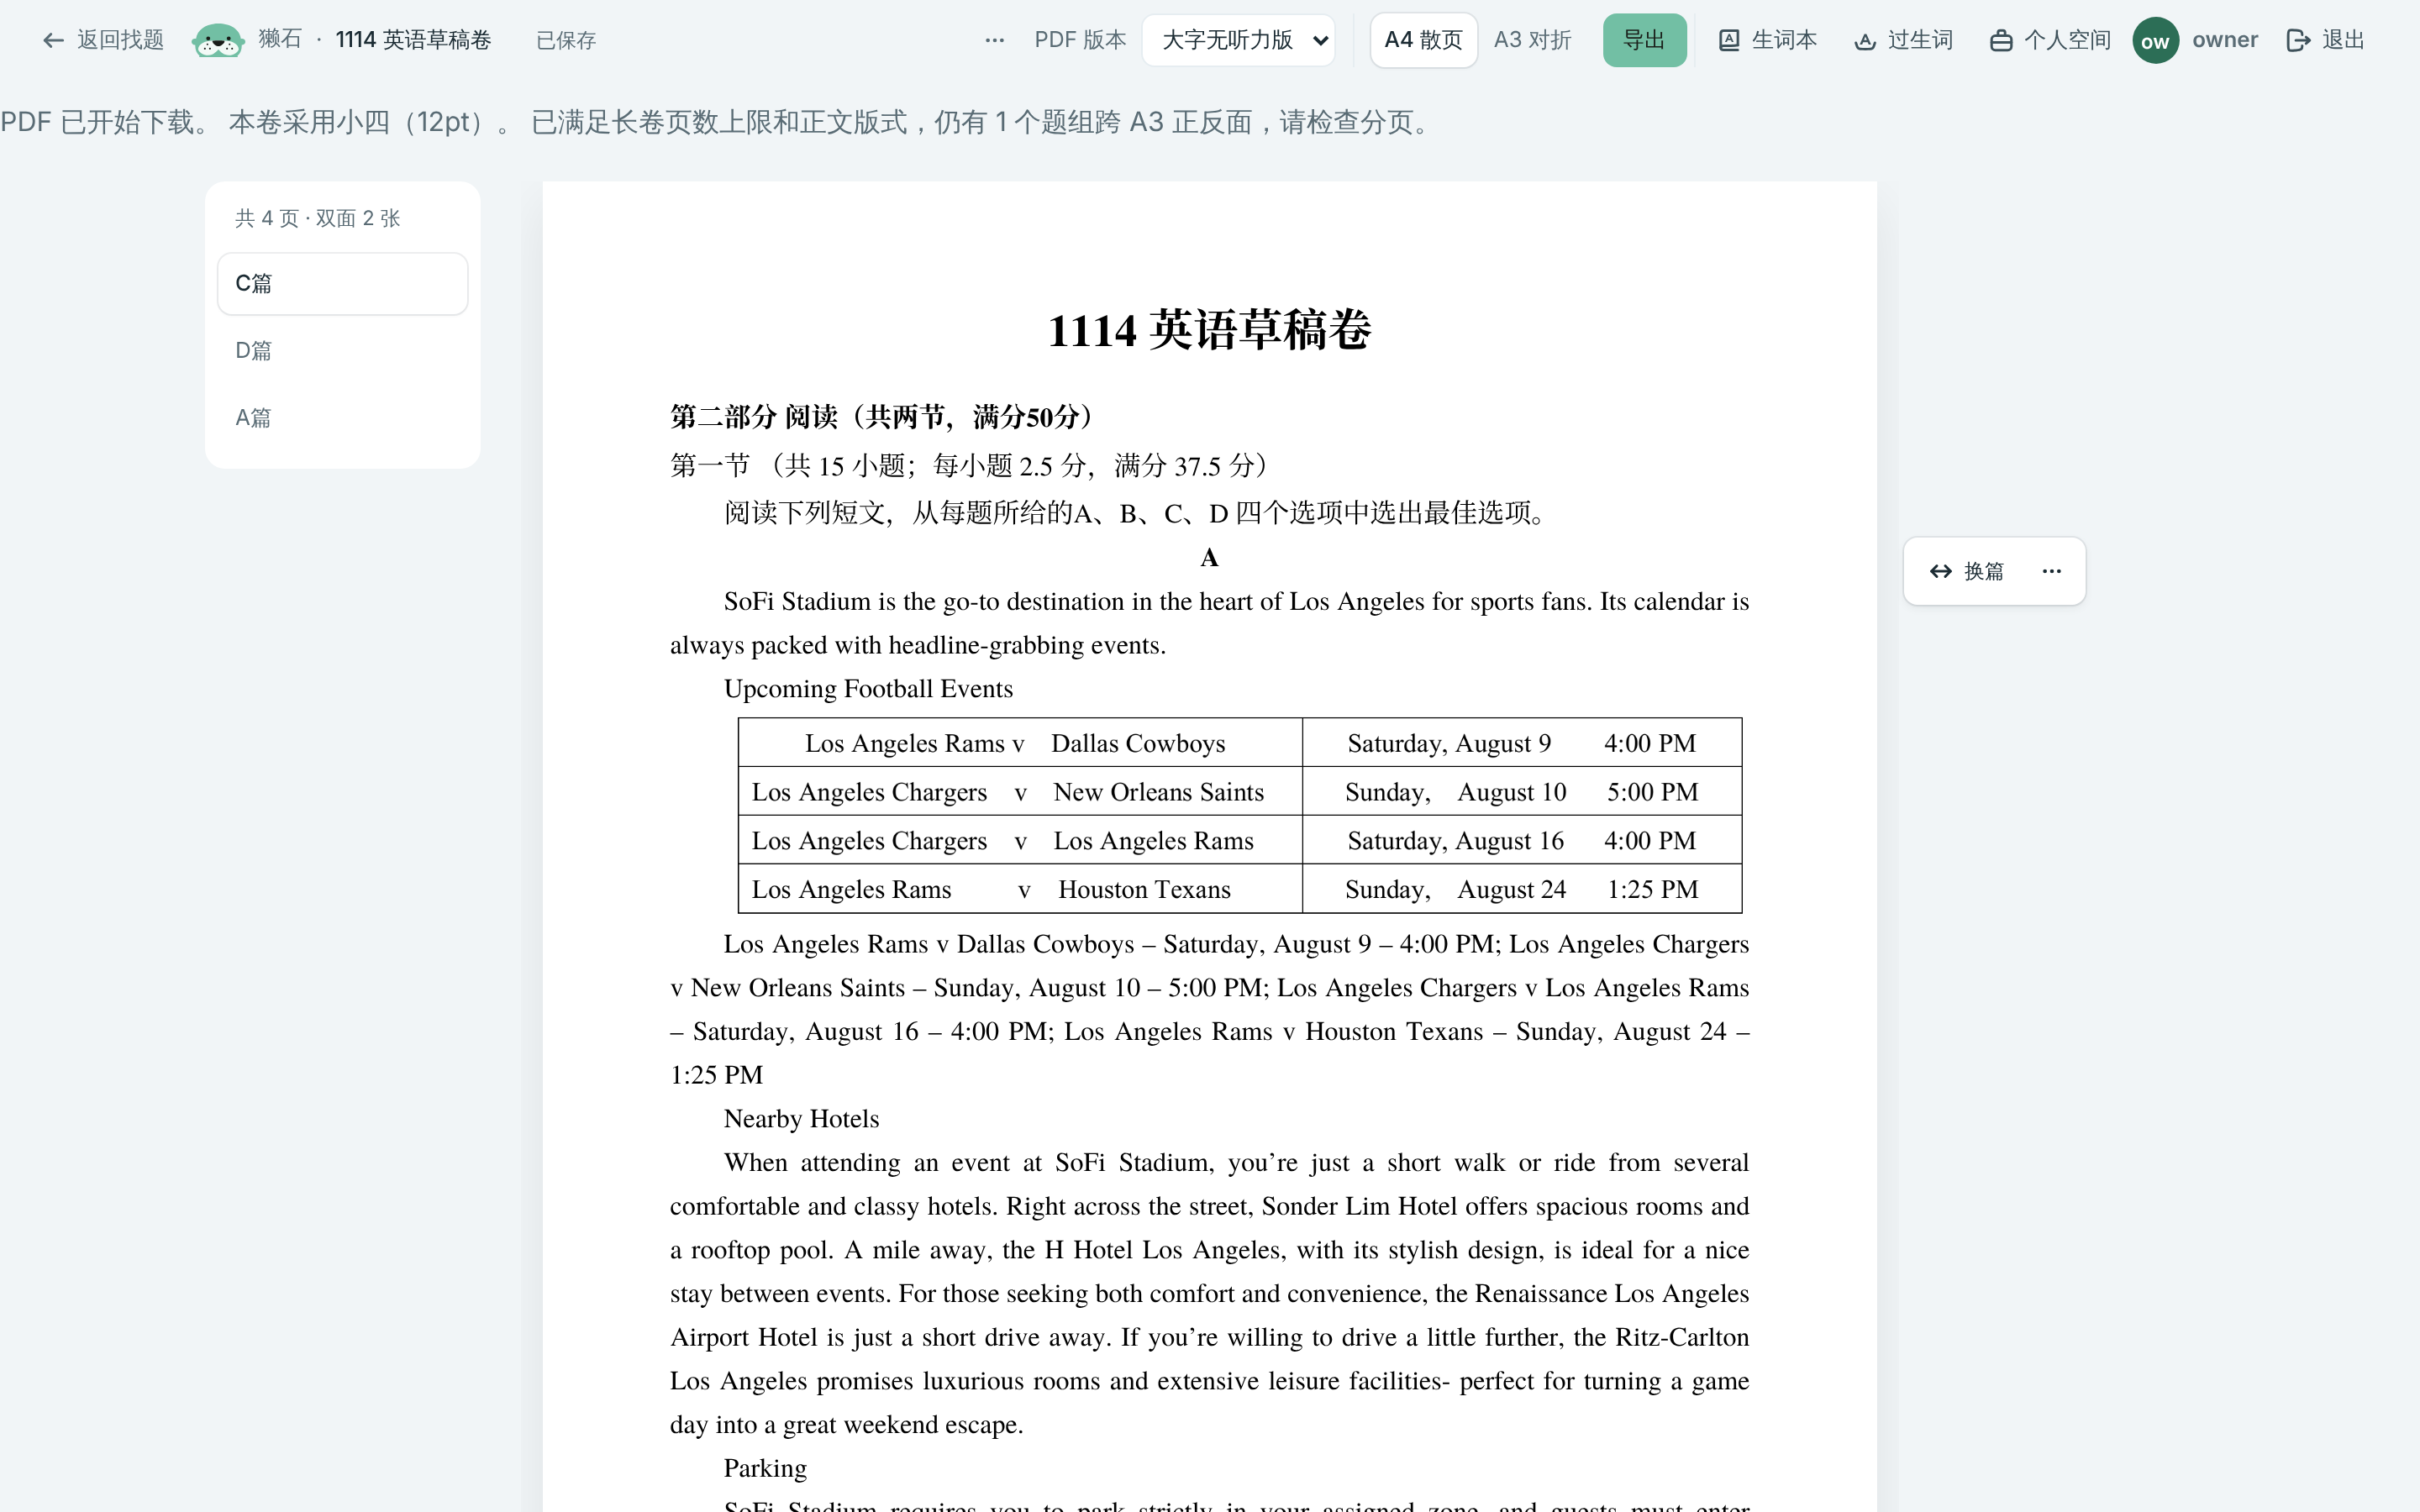 返回找题 獭石 · 1114 英语草稿卷 已保存 ··· PDF 版本 大字无听力版 A4 散页 A3 对折 导出 生词本 过生词 个人空间 ow owner 退出
PDF 已开始下载。 本卷采用小四（12pt）。 已满足长卷页数上限和正文版式，仍有 1 个题组跨 A3 正反面，请检查分页。
共 4 页 · 双面 2 张
C篇
D篇
A篇
1114 英语草稿卷
第二部分 阅读（共两节，满分50分）
第一节 （共 15 小题；每小题 2.5 分，满分 37.5 分）
阅读下列短文，从每题所给的A、B、C、D 四个选项中选出最佳选项。
A
换篇 ···
SoFi Stadium is the go-to destination in the heart of Los Angeles for sports fans. Its calendar is
always packed with headline-grabbing events.
Upcoming Football Events
Los Angeles Rams v Dallas Cowboys Saturday, August 9 4:00 PM
Los Angeles Chargers v New Orleans Saints Sunday, August 10 5:00 PM
Los Angeles Chargers v Los Angeles Rams Saturday, August 16 4:00 PM
Los Angeles Rams v Houston Texans Sunday, August 24 1:25 PM
Los Angeles Rams v Dallas Cowboys – Saturday, August 9 – 4:00 PM; Los Angeles Chargers
v New Orleans Saints – Sunday, August 10 – 5:00 PM; Los Angeles Chargers v Los Angeles Rams
– Saturday, August 16 – 4:00 PM; Los Angeles Rams v Houston Texans – Sunday, August 24 –
1:25 PM
Nearby Hotels
When attending an event at SoFi Stadium, you’re just a short walk or ride from several
comfortable and classy hotels. Right across the street, Sonder Lim Hotel offers spacious rooms and
a rooftop pool. A mile away, the H Hotel Los Angeles, with its stylish design, is ideal for a nice
stay between events. For those seeking both comfort and convenience, the Renaissance Los Angeles
Airport Hotel is just a short drive away. If you’re willing to drive a little further, the Ritz-Carlton
Los Angeles promises luxurious rooms and extensive leisure facilities- perfect for turning a game
day into a great weekend escape.
Parking
SoFi Stadium requires you to park strictly in your assigned zone, and guests must enter